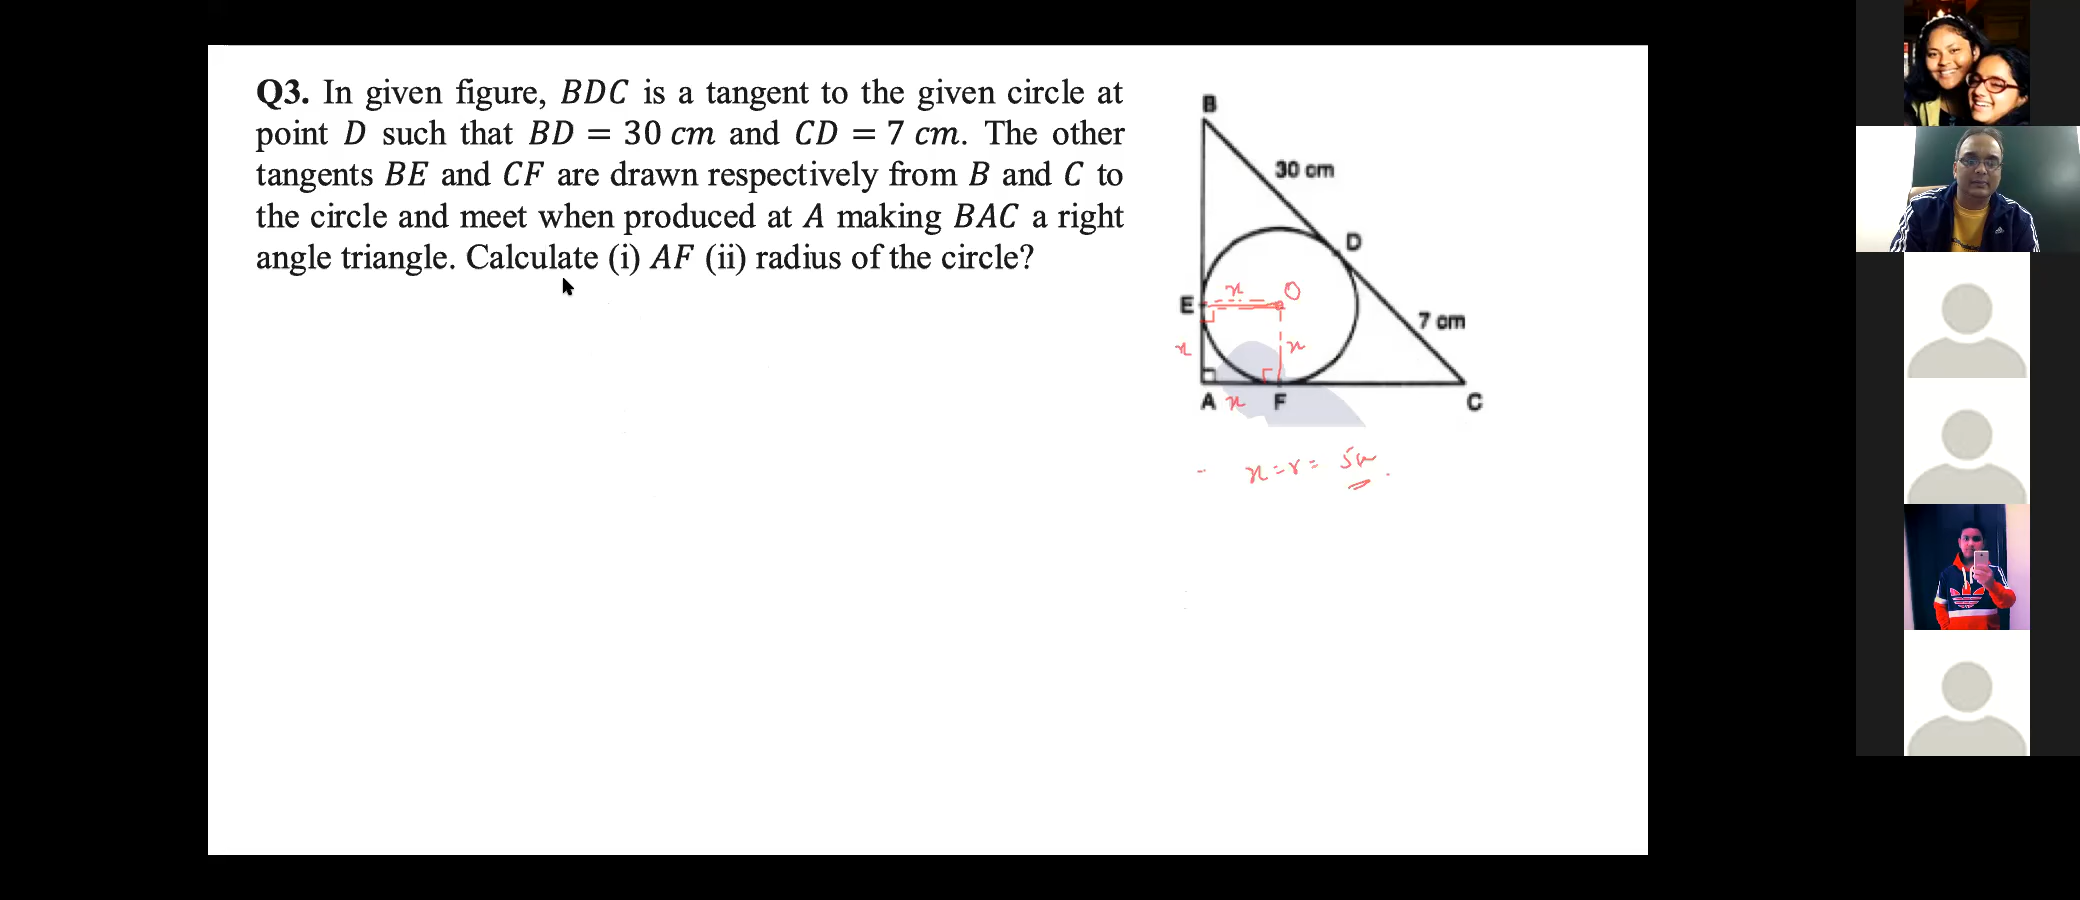 Q3. In given figure, BDC is a tangent to the given circle at
point D such that BD = 30 cm and CD = 7 cm. The other
tangents BE and CF are drawn respectively from B and C to
the circle and meet when produced at A making BAC a right
angle triangle. Calculate (i) AF (ii) radius of the circle?
B
30 cm
D
x O
E
7 cm
x x
A x F C
x = r = 5cm.